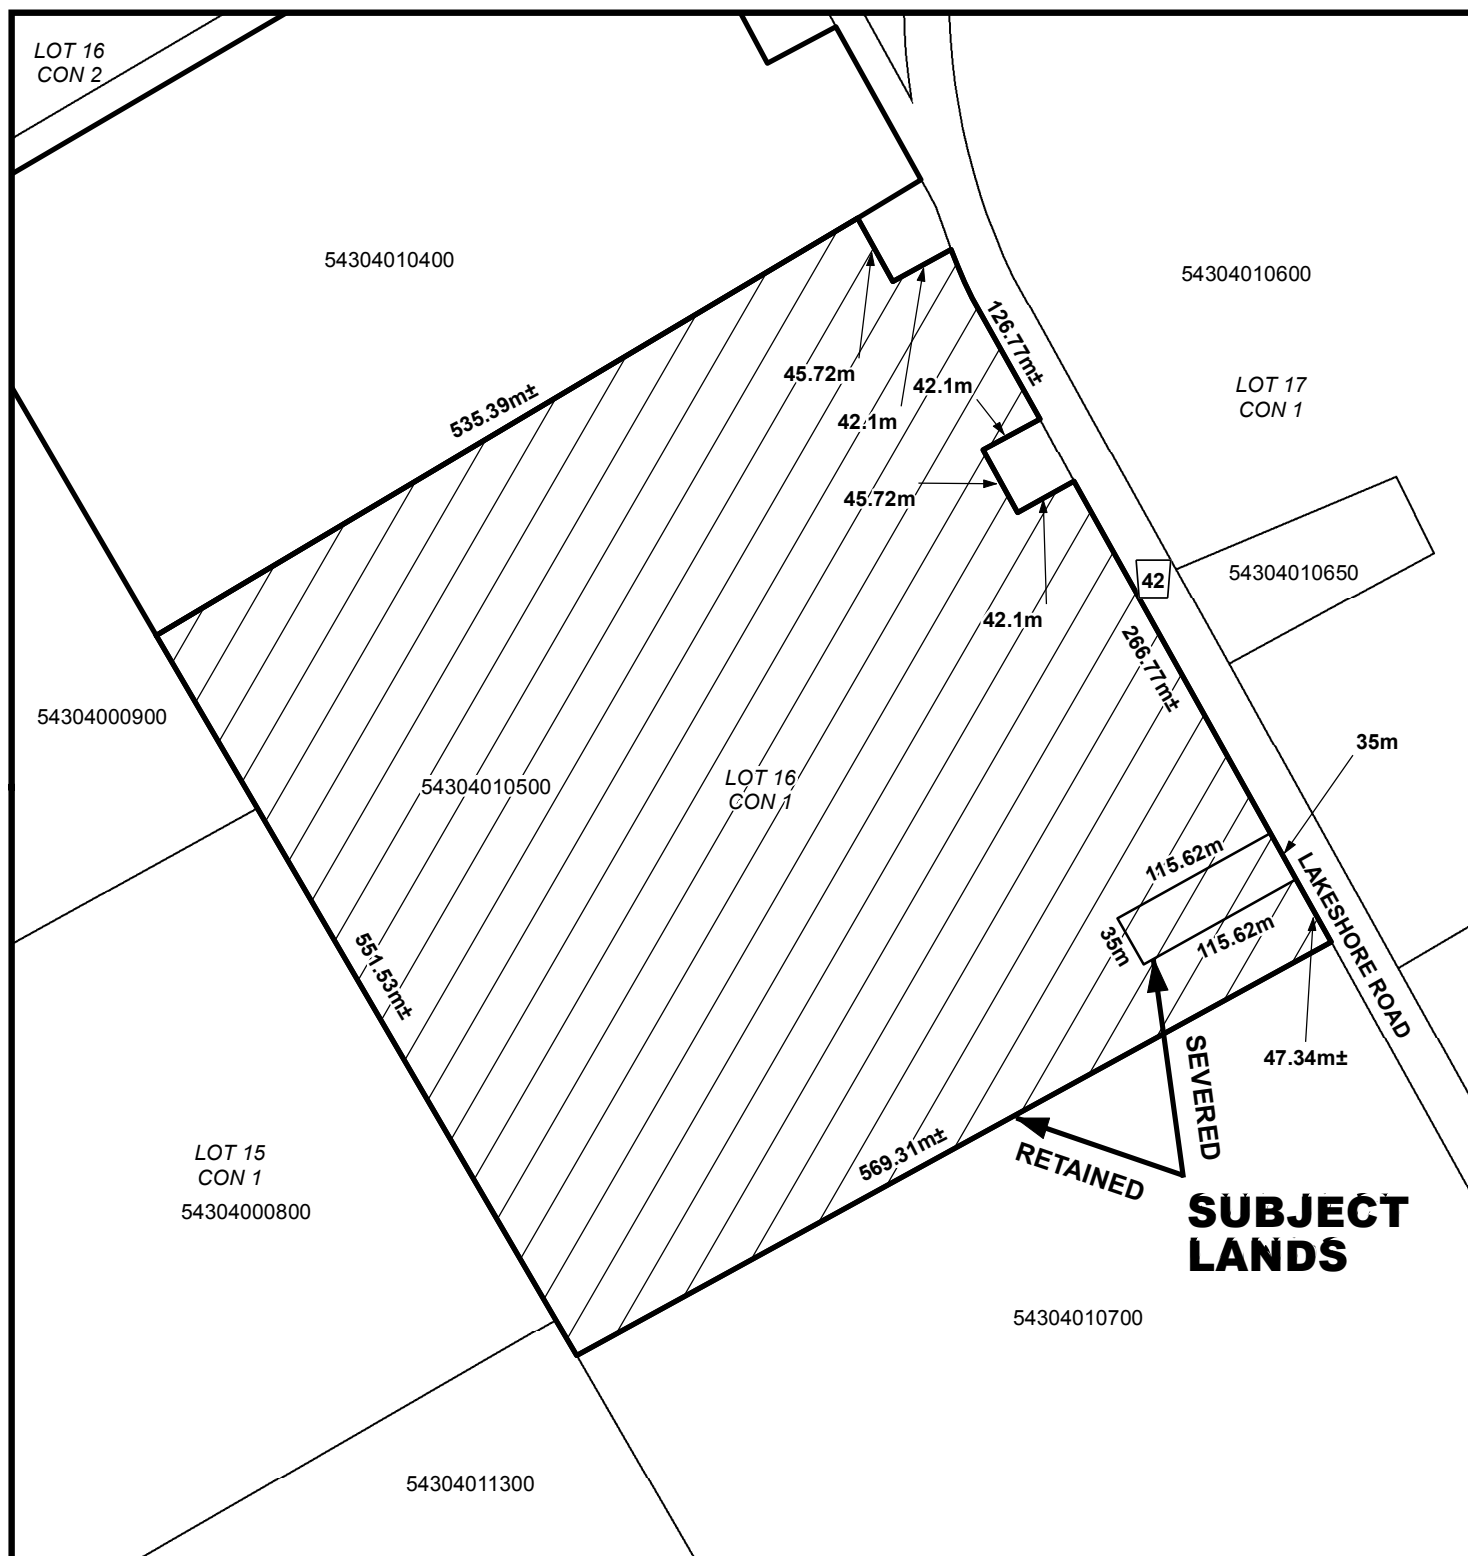 LOT 16
CON 2
54304010400
54304010600
126.77m±
45.72m
42.1m
42.1m
LOT 17
CON 1
535.39m±
45.72m
42
54304010650
42.1m
266.77m±
54304000900
35m
54304010500
LOT 16
CON 1
115.62m
LAKESHORE ROAD
35m
115.62m
551.53m±
47.34m±
SEVERED
569.31m±
RETAINED
LOT 15
CON 1
54304000800
SUBJECT
LANDS
54304010700
54304011300